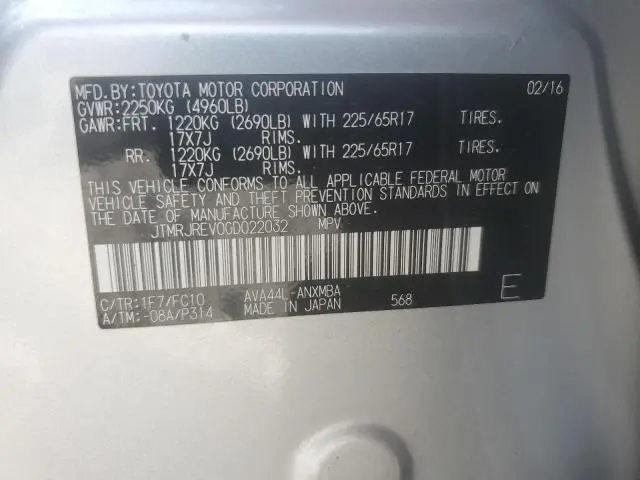 MFD.BY:TOYOTA MOTOR CORPORATION 02/16
GVWR:2250KG (4960LB)
GAWR:FRT. 1220KG (2690LB) WITH 225/65R17 TIRES.
17X7J RIMS.
RR. 1220KG (2690LB) WITH 225/65R17 TIRES.
17X7J RIMS.
THIS VEHICLE CONFORMS TO ALL APPLICABLE FEDERAL MOTOR
VEHICLE SAFETY AND THEFT PREVENTION STANDARDS IN EFFECT ON
THE DATE OF MANUFACTURE SHOWN ABOVE.
JTMRJREV0GD022032 MPV
C/TR:1F7/FC10 AVA44L-ANXMBA
A/TM:-08A/P314 MADE IN JAPAN 568 E